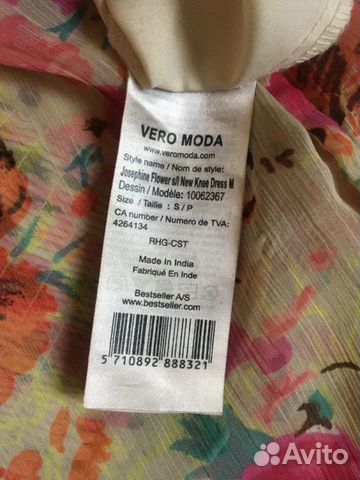 VERO MODA
www.veromoda.com
Style name / Nom de style:
Josephine Flower s/l New Knee Dress M
Dessin / Modèle: 10062367
Size / Taille : S / P
CA number / Numero de TVA:
4264134
RHG-CST
Made In India
Fabriqué En Inde
Bestseller A/S
www.bestseller.com
5 710892 888321
Avito